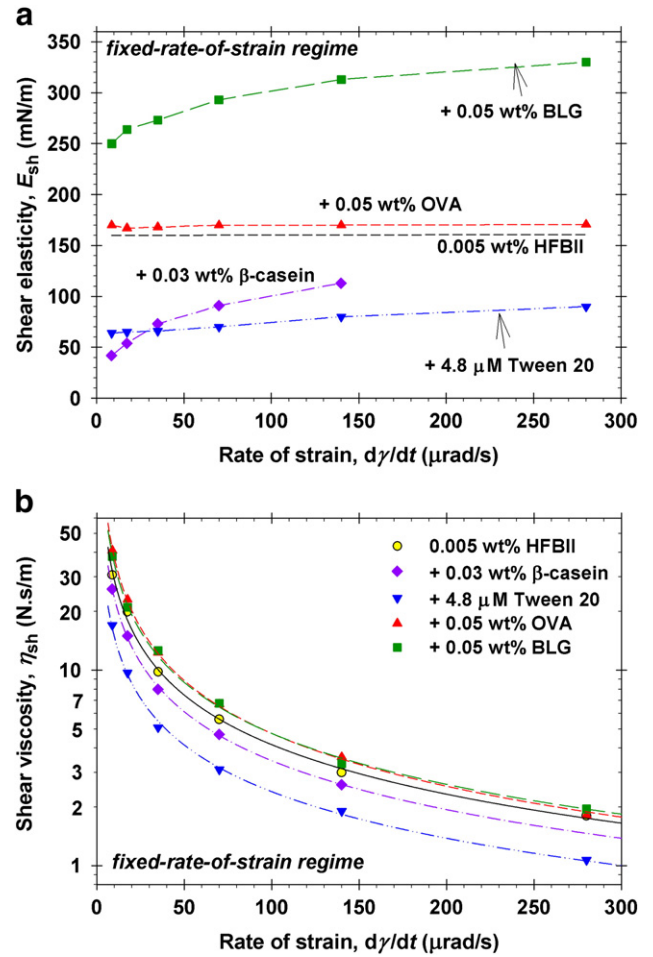 a
fixed-rate-of-strain regime
350
300
250
200
150
100
50
0
Shear elasticity, Esh (mN/m)
+ 0.05 wt% BLG
+ 0.05 wt% OVA
0.005 wt% HFBII
+ 0.03 wt% β-casein
+ 4.8 μM Tween 20
0 50 100 150 200 250 300
Rate of strain, dγ/dt (μrad/s)
b
50
30
20
10
5
3
2
1
Shear viscosity, ηsh (N.s/m)
0.005 wt% HFBII
+ 0.03 wt% β-casein
+ 4.8 μM Tween 20
+ 0.05 wt% OVA
+ 0.05 wt% BLG
fixed-rate-of-strain regime
0 50 100 150 200 250 300
Rate of strain, dγ/dt (μrad/s)